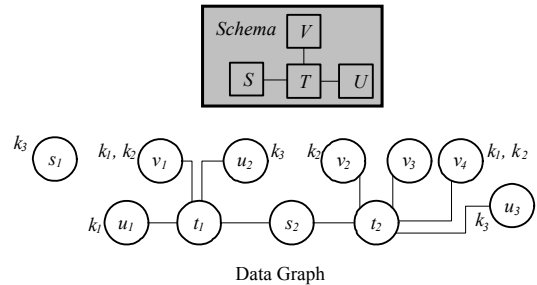 Schema
V
S T U
k3 s1 k1, k2 v1 u2 k3 k2 v2 v3 v4 k1, k2
k1 u1 t1 s2 t2 k3 u3
Data Graph